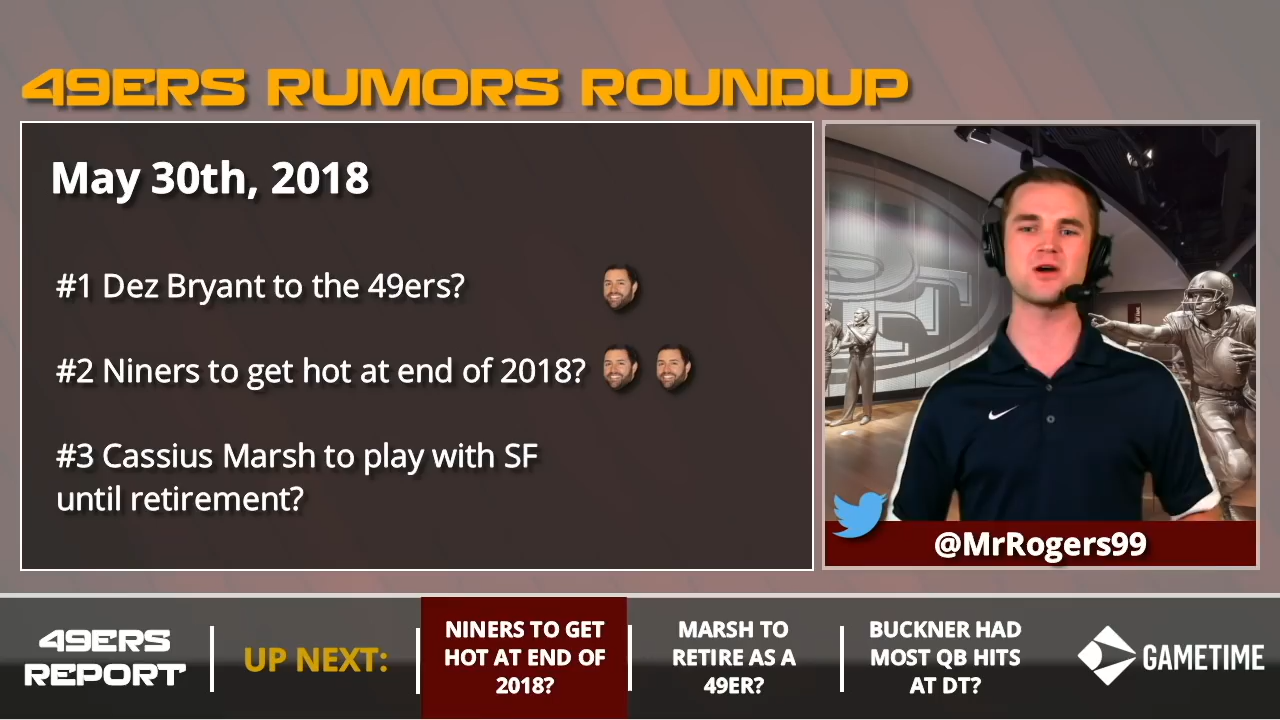 49ERS RUMORS ROUNDUP
May 30th, 2018
#1 Dez Bryant to the 49ers?
#2 Niners to get hot at end of 2018?
#3 Cassius Marsh to play with SF
until retirement?
SF
@MrRogers99
49ERS
REPORT
UP NEXT:
NINERS TO GET
HOT AT END OF
2018?
MARSH TO
RETIRE AS A
49ER?
BUCKNER HAD
MOST QB HITS
AT DT?
GAMETIME